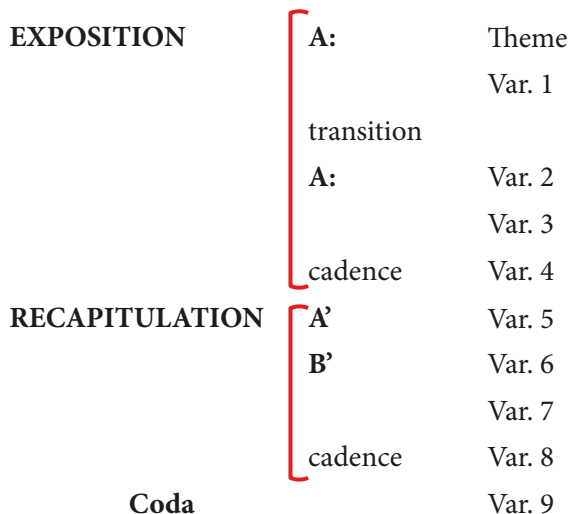 EXPOSITION A: Theme
Var. 1
transition
A: Var. 2
Var. 3
cadence Var. 4
RECAPITULATION A’ Var. 5
B’ Var. 6
Var. 7
cadence Var. 8
Coda Var. 9